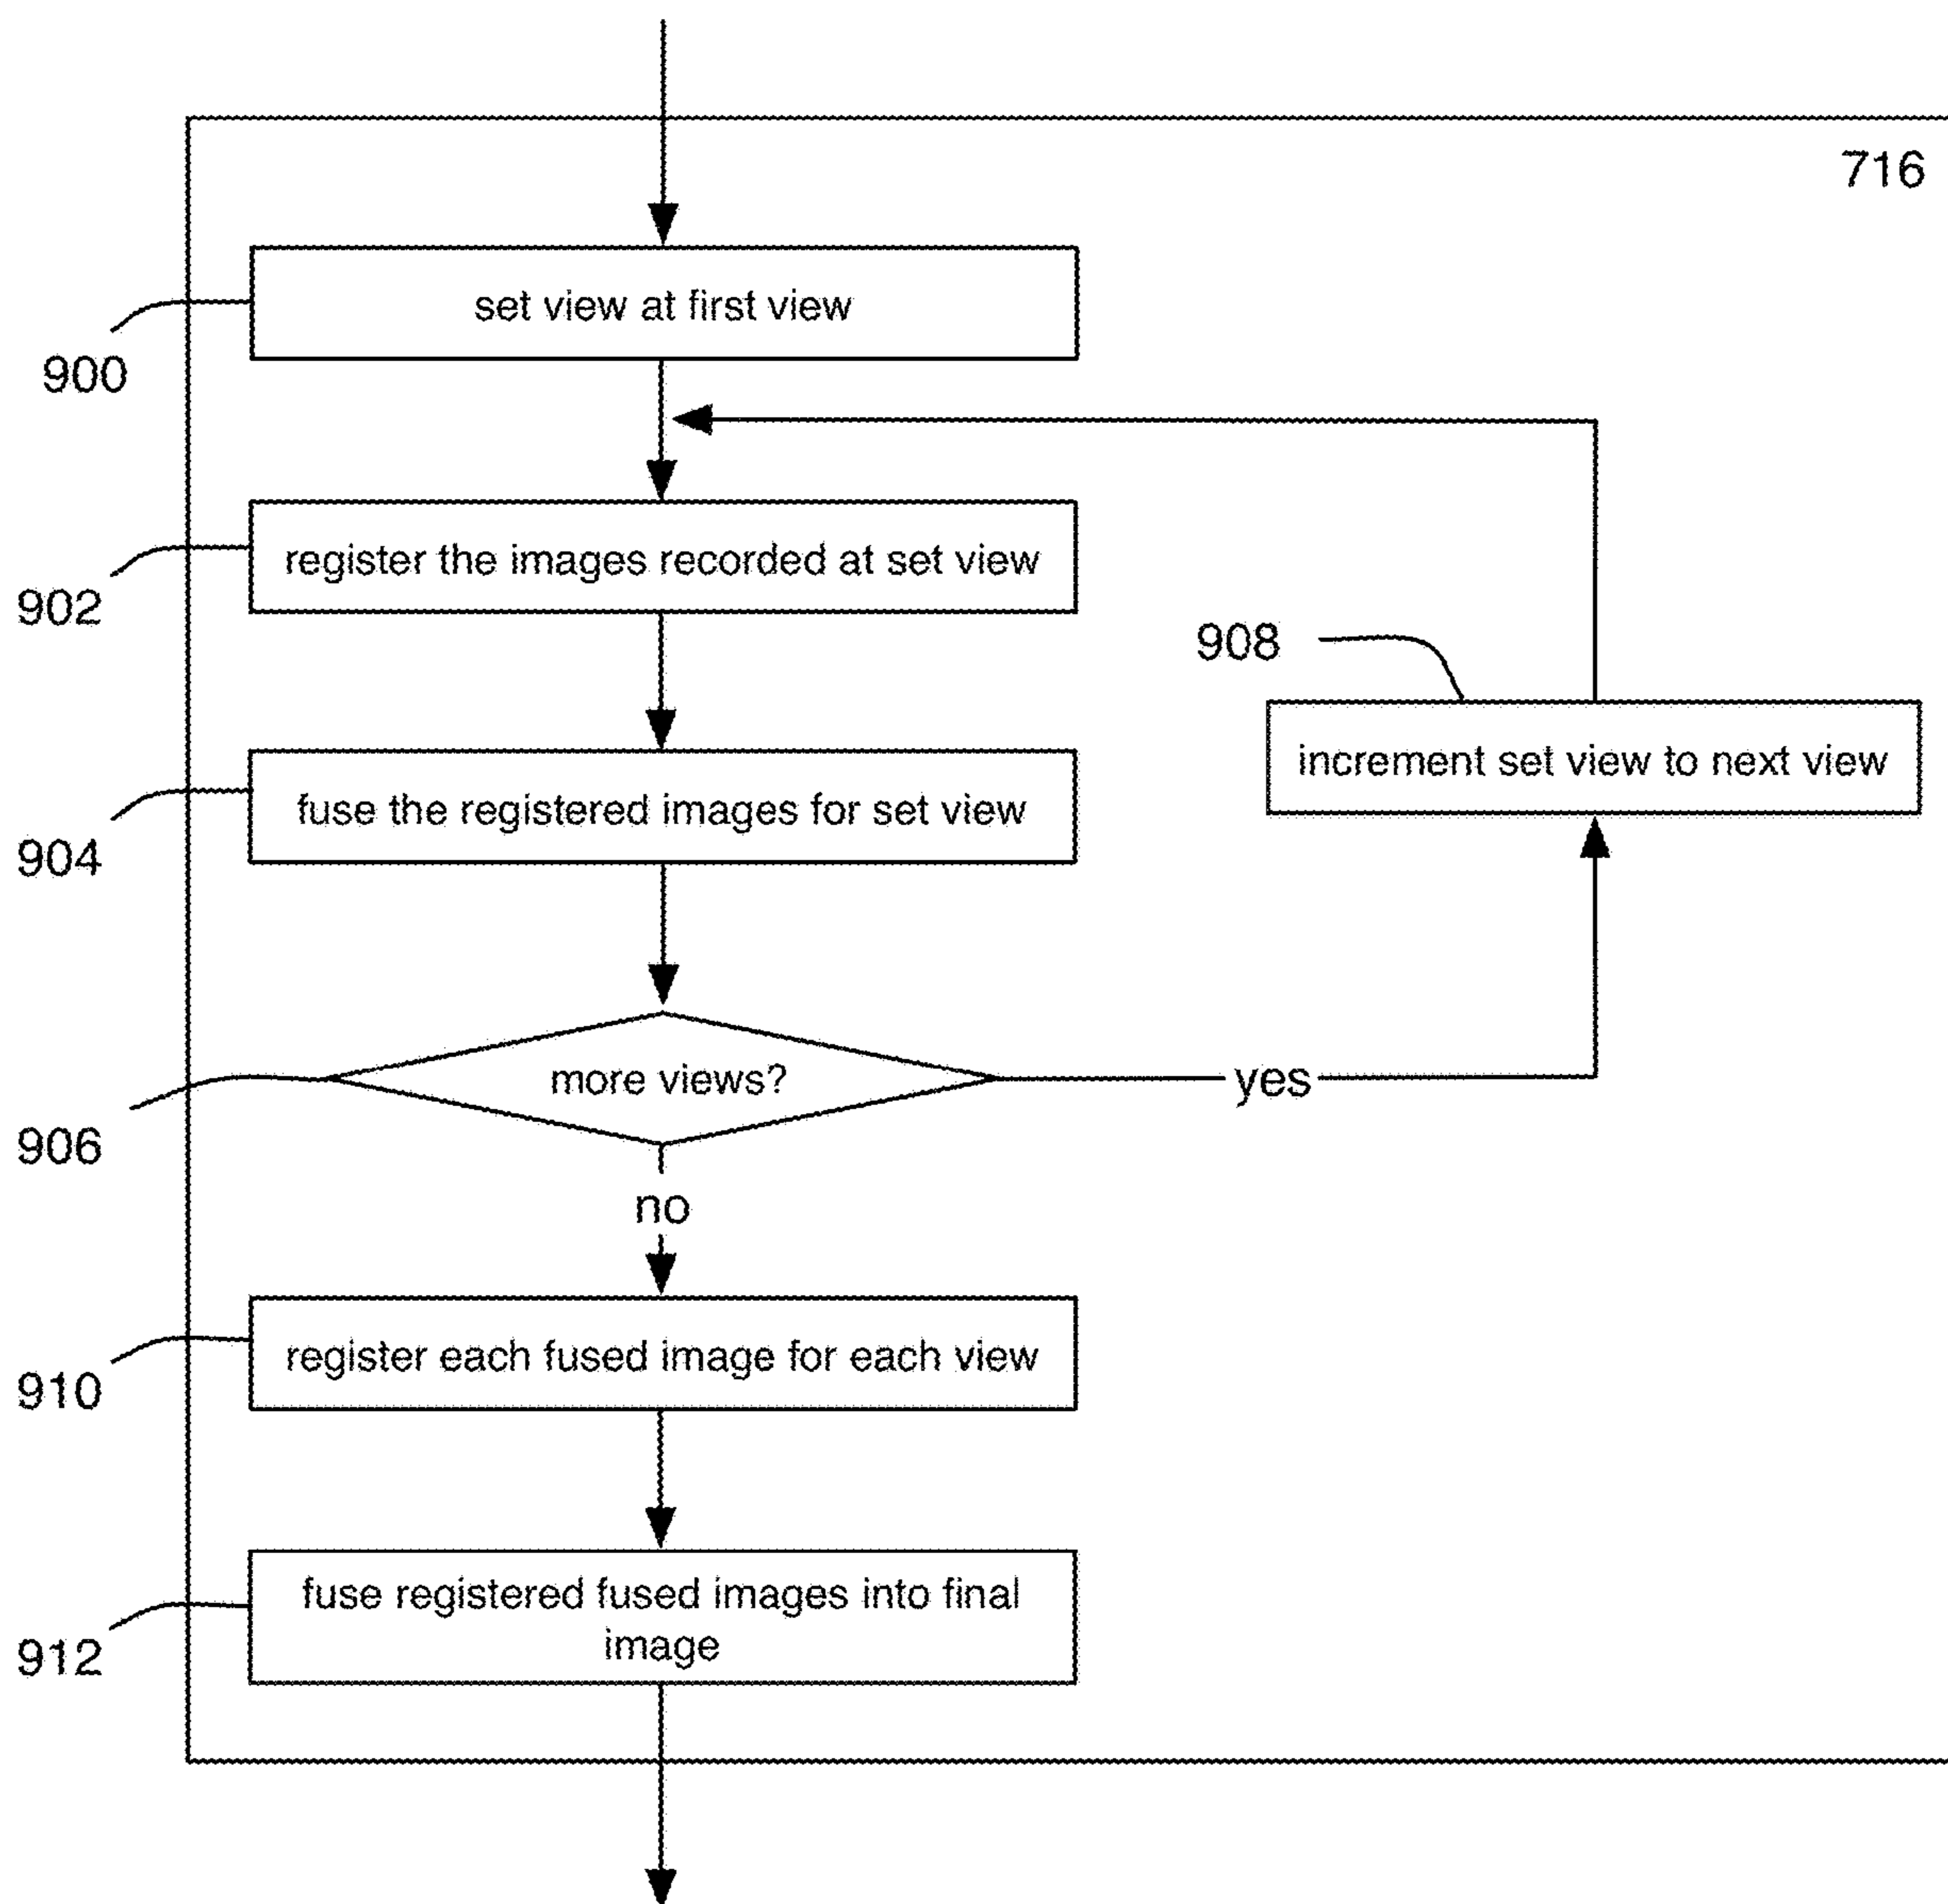 716
set view at first view
900
register the images recorded at set view
902
908
increment set view to next view
fuse the registered images for set view
904
more views?
yes
906
no
register each fused image for each view
910
fuse registered fused images into final
image
912